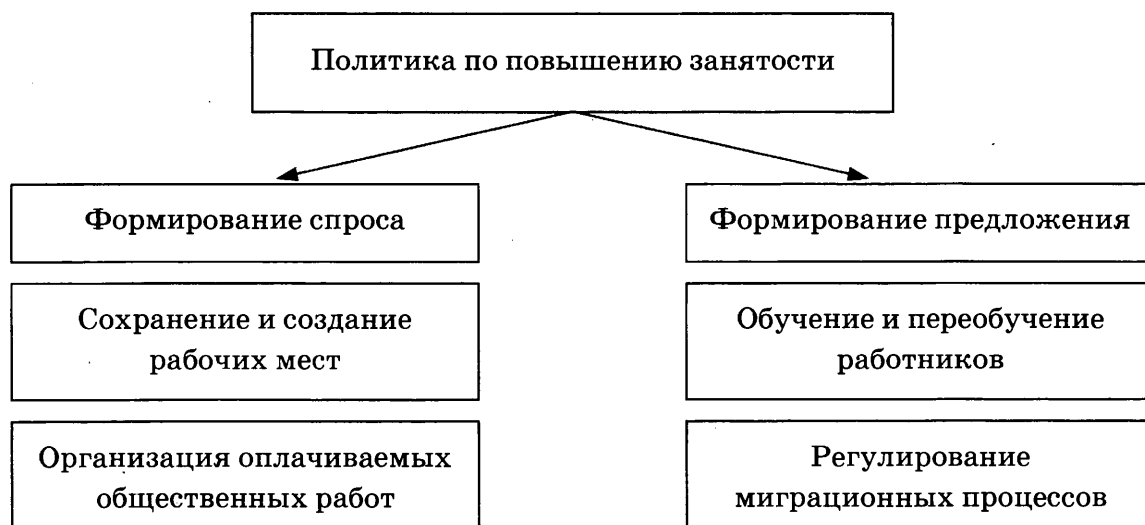 Политика по повышению занятости
Формирование спроса
Формирование предложения
Сохранение и создание
рабочих мест
Обучение и переобучение
работников
Организация оплачиваемых
общественных работ
Регулирование
миграционных процессов